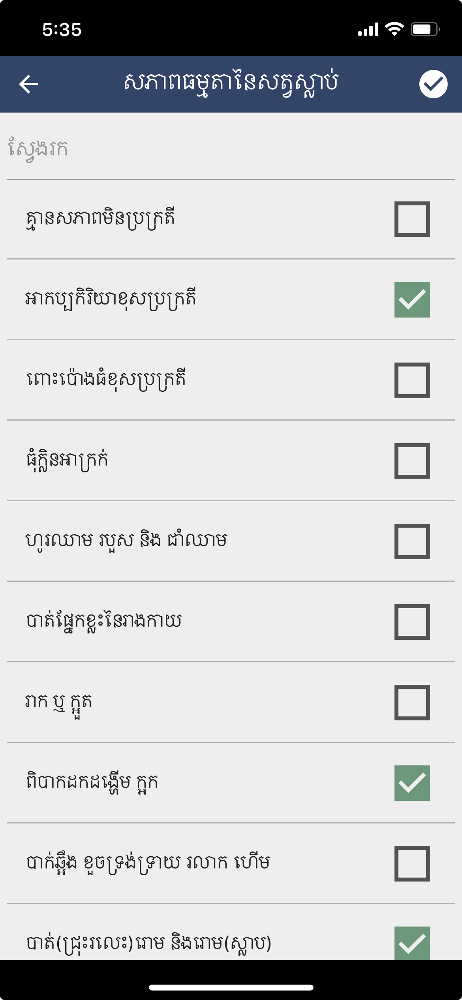 5:35
សភាពធម្មតានៃសត្វស្លាប់
ស្វែងរក
គ្មានសភាពមិនប្រក្រតី
អាកប្បកិរិយាខុសប្រក្រតី
ពោះប៉ោងធំខុសប្រក្រតី
ធុំក្លិនអាក្រក់
ហូរឈាម របួស និង ជាំឈាម
បាត់ផ្នែកខ្លះនៃរាងកាយ
រាក ឬ ក្អួត
ពិបាកដកដង្ហើម ក្អក
បាក់ឆ្អឹង ខូចទ្រង់ទ្រាយ រលាក ហើម
បាត់(ជ្រុះរលេះ)រោម និងរោម(ស្លាប)